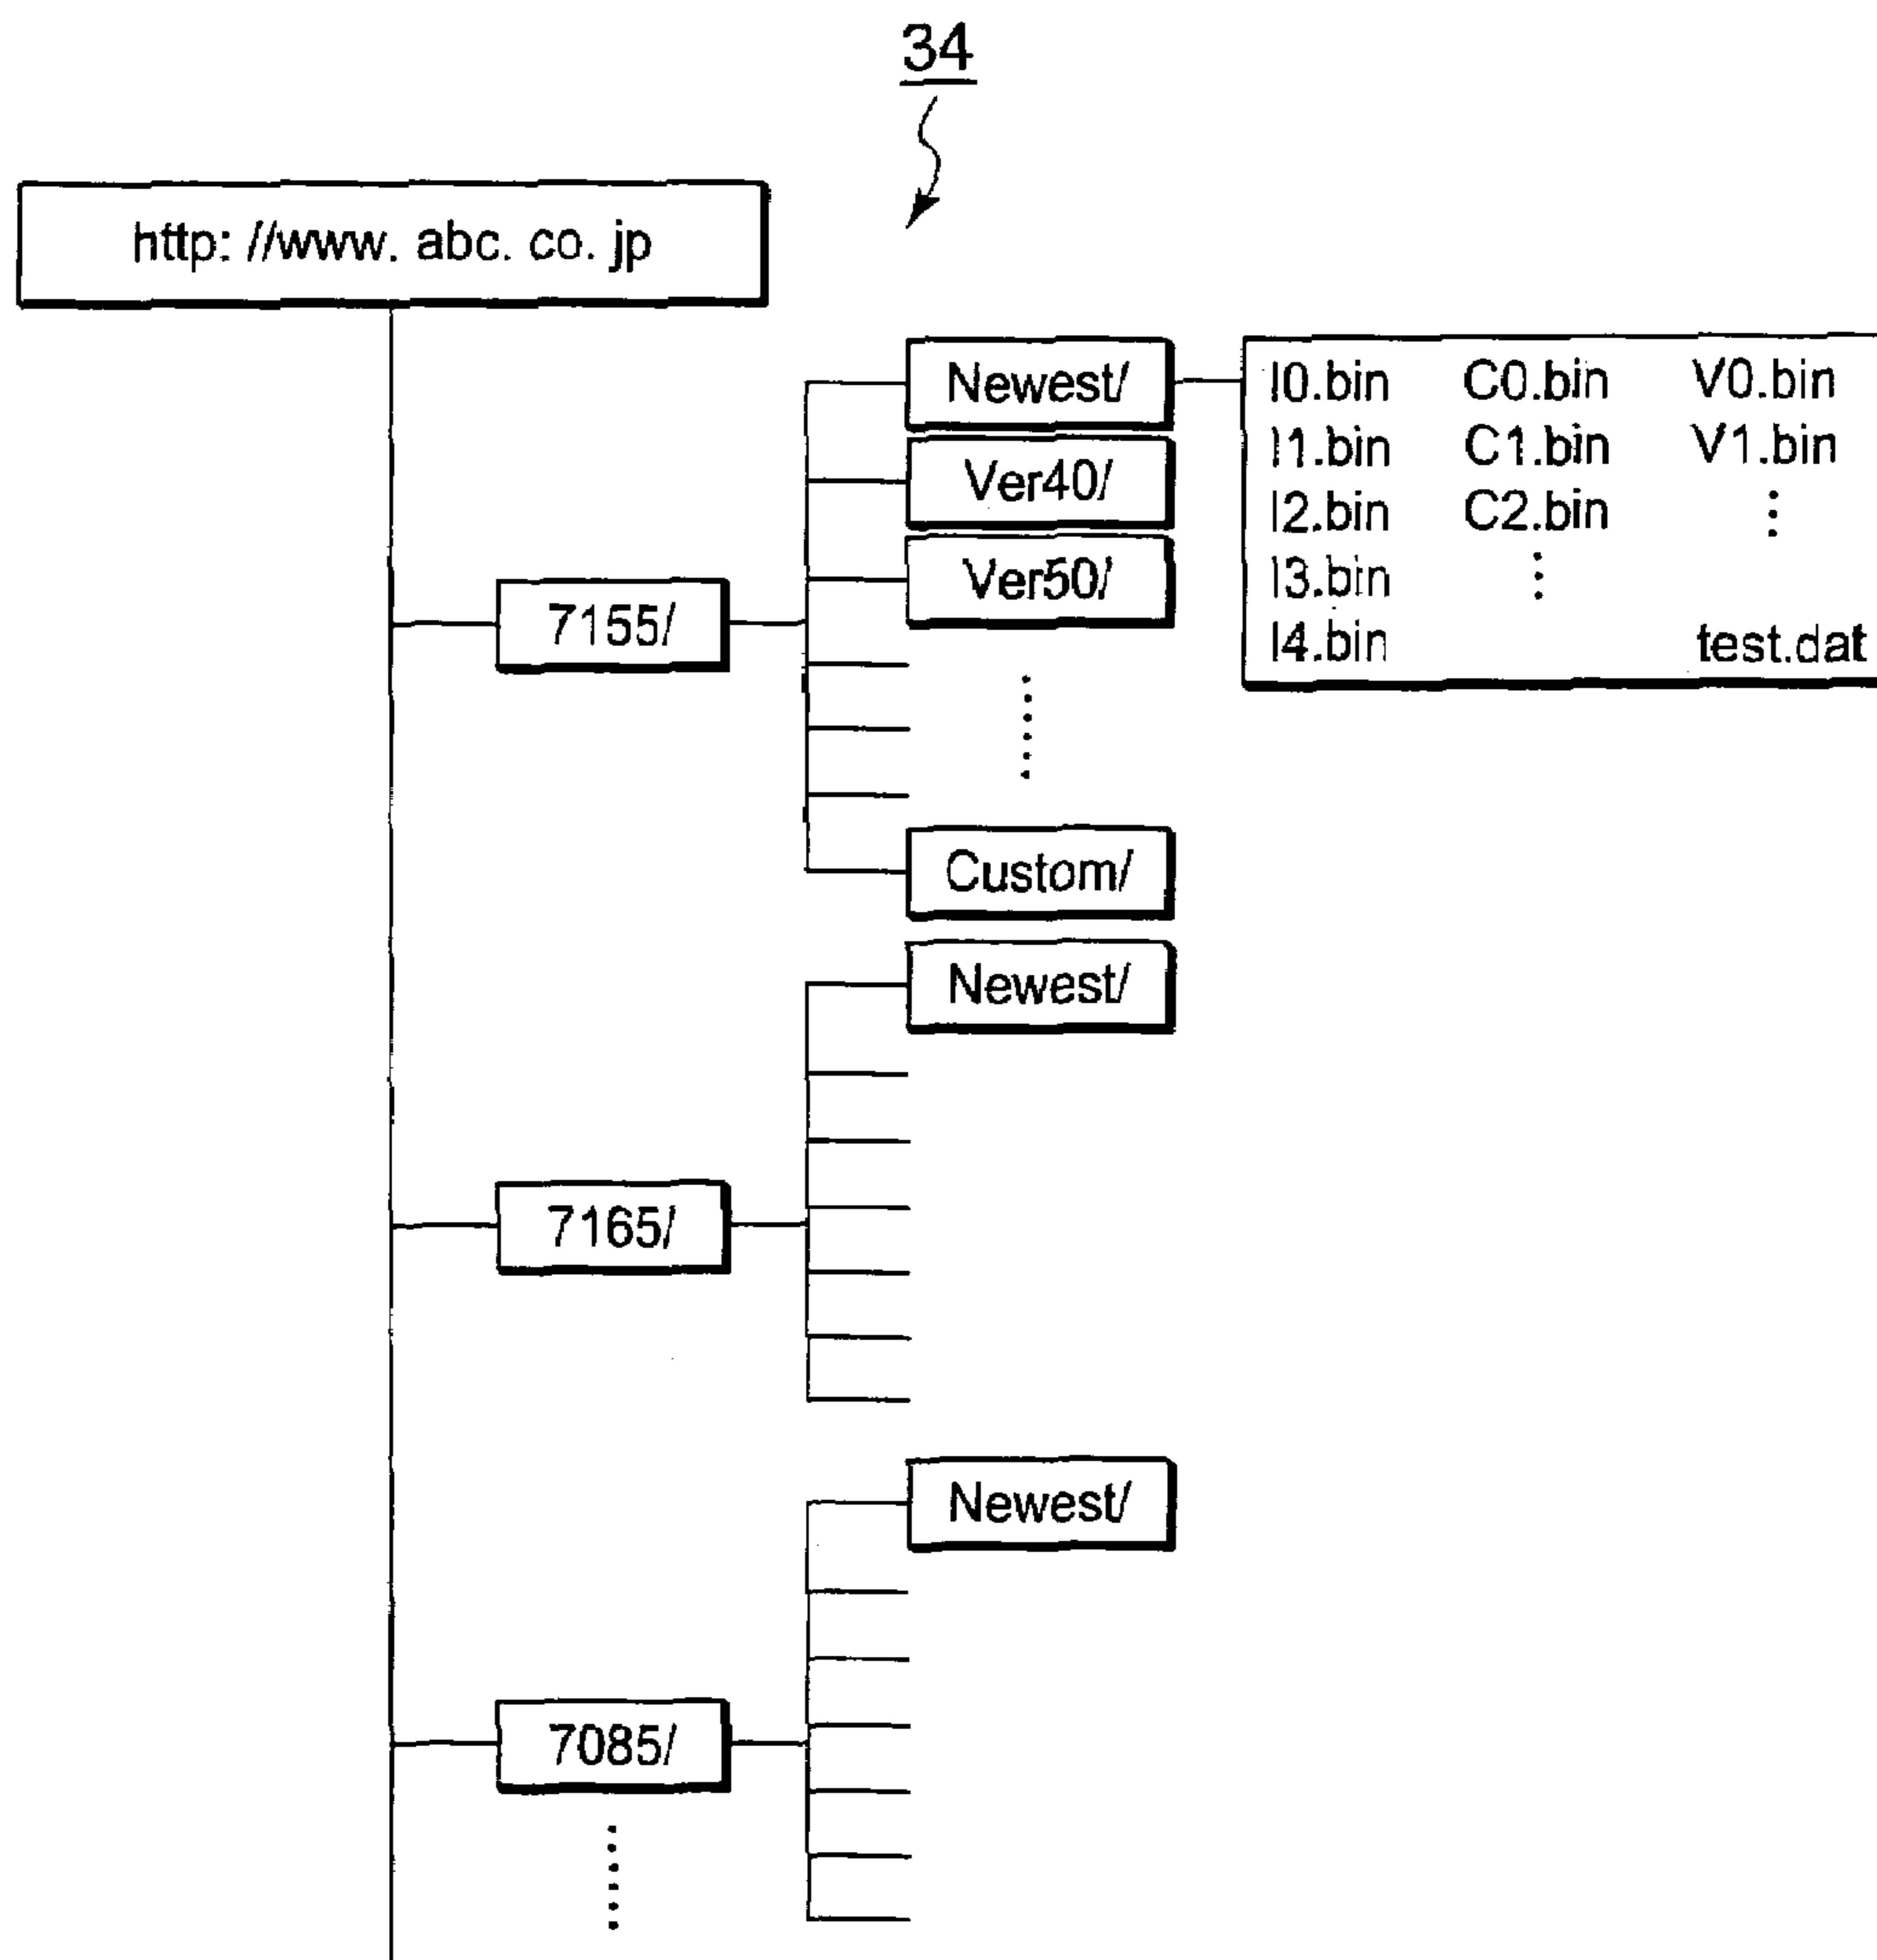 34
http: //www. abc. co. jp
Newest/
I0.bin C0.bin V0.bin
I1.bin C1.bin V1.bin
Ver40/
I2.bin C2.bin ⋮
Ver50/
I3.bin ⋮
7155/
I4.bin test.dat
Custom/
Newest/
7165/
Newest/
7085/